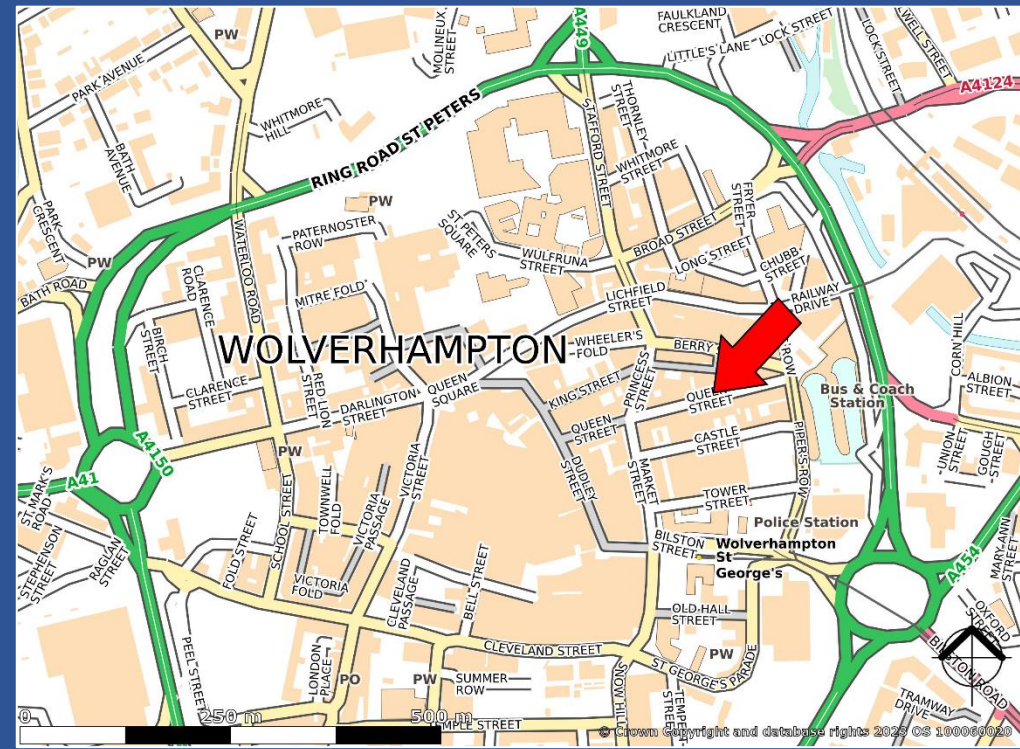 PW
PARK AVENUE
MOLINEUX STREET
A449
FAULKLAND CRESCENT
LITTLE'S LANE
LOCK STREET
LOCK STREET
WELL STREET
A4124
BATH AVENUE
WHITMORE HILL
RING ROAD ST PETERS
STAFFORD STREET
THORNLEY STREET
WHITMORE STREET
FRYER STREET
PARK CRESCENT
PW
PW
PATERNOSTER ROW
WATERLOO ROAD
ST PETERS SQUARE
WULFRUNA STREET
BROAD STREET
LONG STREET
CHUBB STREET
BATH ROAD
CLARENCE ROAD
MITRE FOLD
LICHFIELD STREET
RAILWAY DRIVE
CORN HILL
BIRCH STREET
WOLVERHAMPTON
WHEELER'S FOLD
BERRY
ROW
CLARENCE STREET
RED LION STREET
DARLINGTON STREET
QUEEN SQUARE
KING STREET
PRINCESS STREET
QUEEN STREET
STREET
Bus & Coach Station
ALBION STREET
CASTLE STREET
PIPER'S ROW
UNION STREET
GOUGH STREET
A41
A4150
PW
VICTORIA STREET
DUDLEY STREET
MARKET STREET
TOWER STREET
ST MARK'S ROAD
SCHOOL STREET
TOWNWELL FOLD
VICTORIA PASSAGE
Police Station
STEPHENSON STREET
RAGLAN STREET
FOLD STREET
VICTORIA FOLD
CLEVELAND PASSAGE
BELL STREET
BILSTON STREET
Wolverhampton St George's
A454
MARY ANN STREET
OLD HALL STREET
OXFORD STREET
PEEL STREET
LONDON PLACE
PO
PW
CLEVELAND STREET
SUMMER ROW
SNOW HILL
ST GEORGE'S PARADE
PW
BILSTON ROAD
TRAMWAY DRIVE
0
250 m
500 m
© Crown Copyright and database rights 2023 OS 100060020